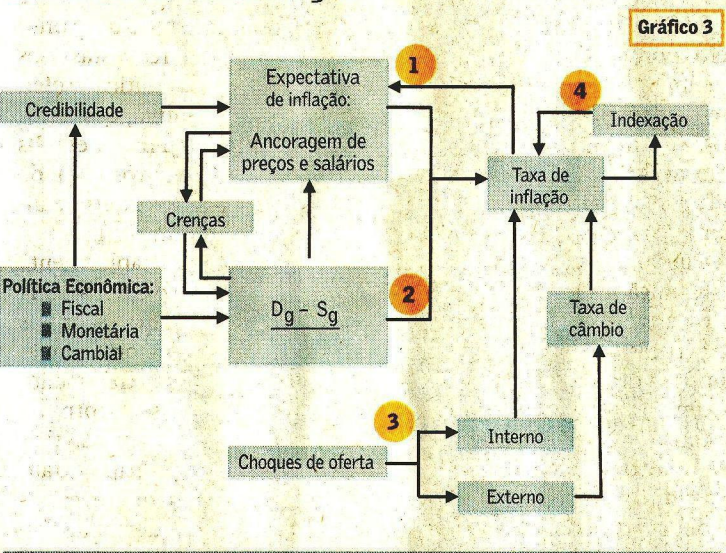 Gráfico 3
1
Expectativa
de inflação:
Ancoragem de
preços e salários
Credibilidade
4
Indexação
Taxa de
inflação
Crenças
Política Econômica:
Fiscal
Monetária
Cambial
2
Dg – Sg
Taxa de
câmbio
3
Interno
Choques de oferta
Externo